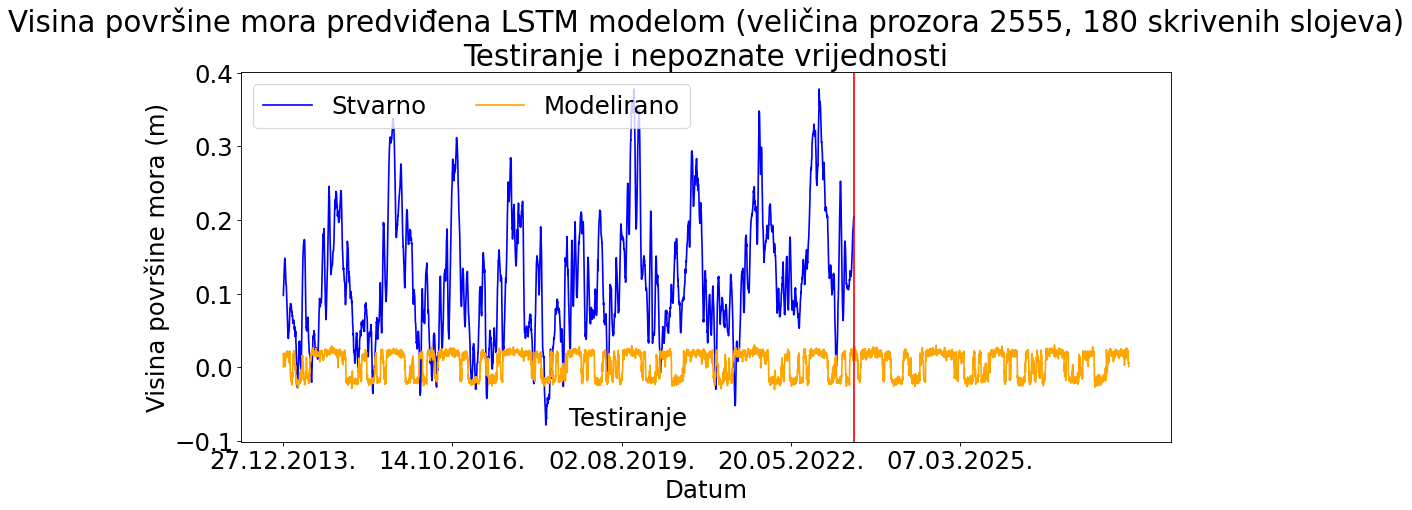 Visina površine mora predviđena LSTM modelom (veličina prozora 2555, 180 skrivenih slojeva)
Testiranje i nepoznate vrijednosti
Stvarno
Modelirano
Visina površine mora (m)
0.4
0.3
0.2
0.1
0.0
−0.1
Testiranje
27.12.2013.
14.10.2016.
02.08.2019.
20.05.2022.
07.03.2025.
Datum